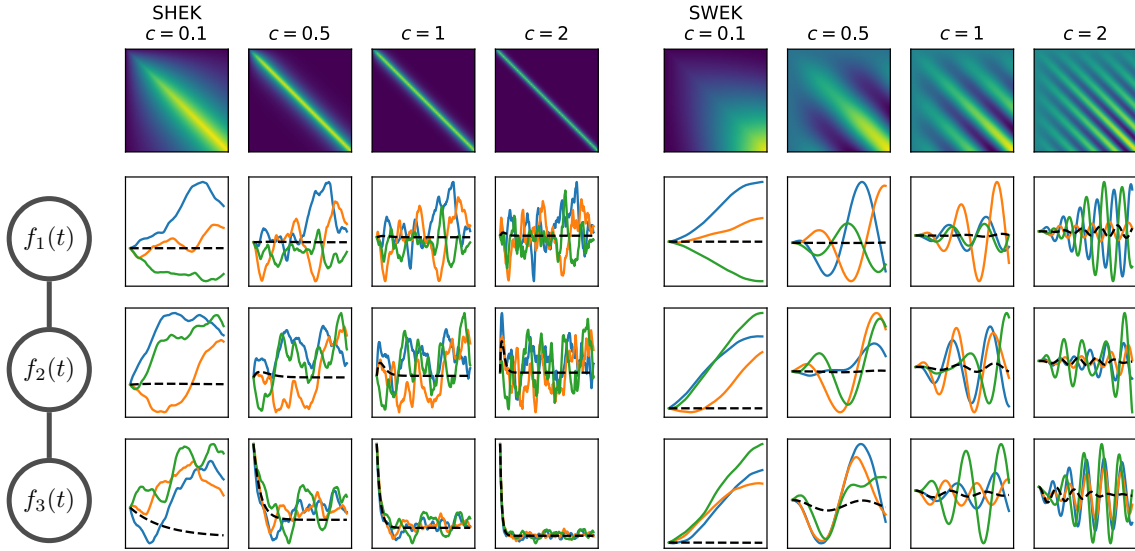 SHEK
c = 0.1 c = 0.5 c = 1 c = 2
SWEK
c = 0.1 c = 0.5 c = 1 c = 2
f₁(t)
f₂(t)
f₃(t)